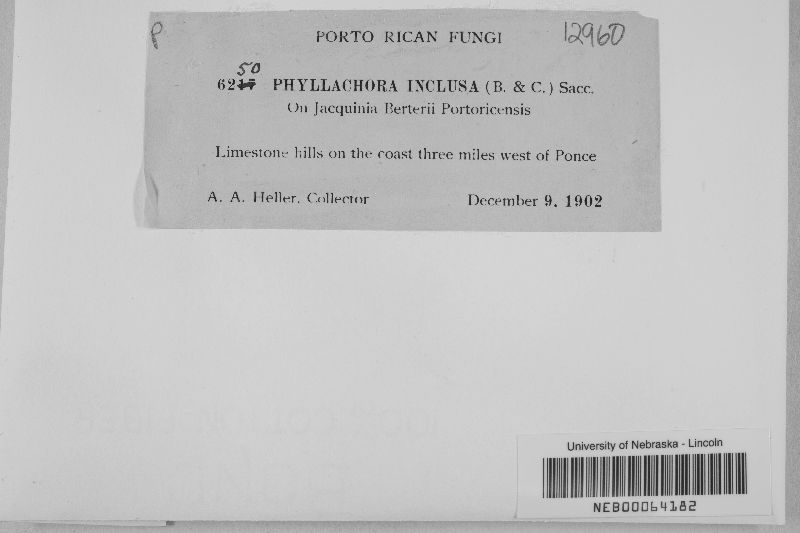 P
PORTO RICAN FUNGI
12960
50
6217 PHYLLACHORA INCLUSA (B. & C.) Sacc.
On Jacquinia Berterii Portoricensis
Limestone hills on the coast three miles west of Ponce
A. A. Heller, Collector December 9, 1902
University of Nebraska - Lincoln
NEB00064182